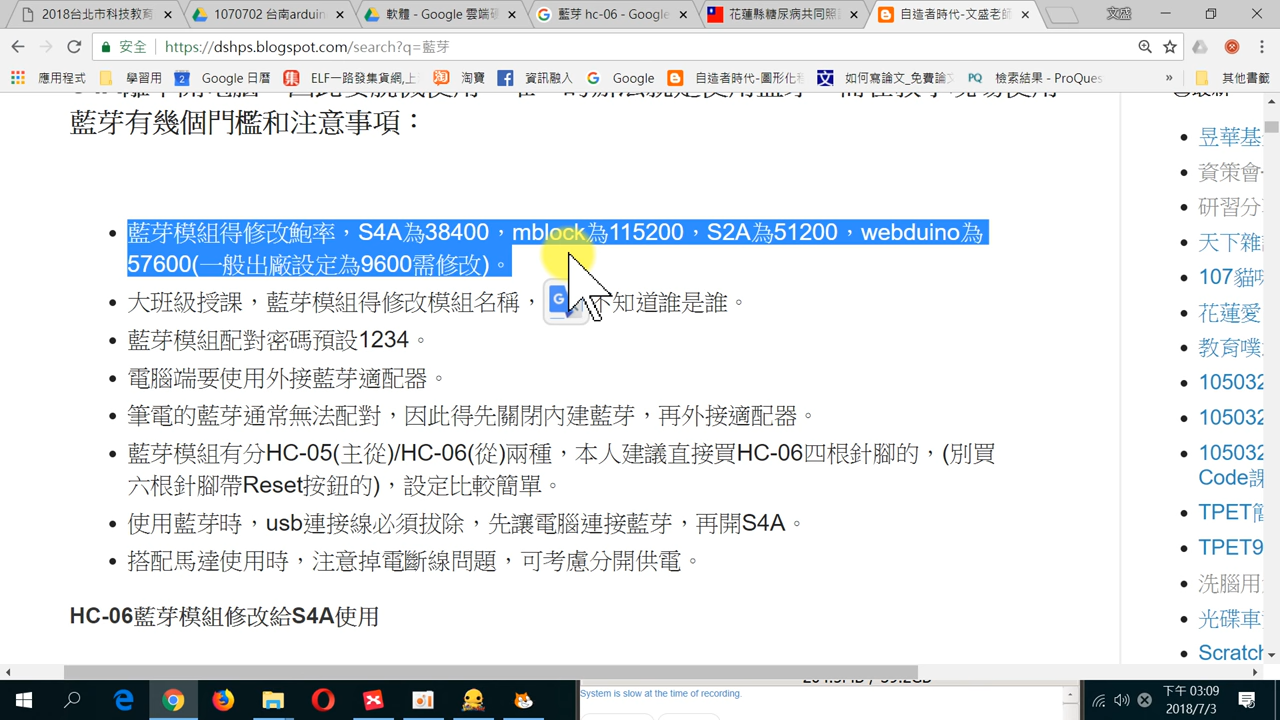 2018台北市科技教育
1070702 台南arduin
軟體 - Google 雲端硬
藍芽 hc-06 - Google
花蓮縣糖尿病共同照
自造者時代-文盛老師
文盛
安全
https://dshps.blogspot.com/search?q=藍芽
應用程式
學習用
Google 日曆
ELF一路發集貨網,上
淘寶
資訊融入
Google
自造者時代-圖形化
如何寫論文_免費論
檢索結果 - ProQues
其他書籤
藍芽有幾個門檻和注意事項：
藍芽模組得修改鮑率，S4A為38400，mblock為115200，S2A為51200，webduino為
57600(一般出廠設定為9600需修改)。
大班級授課，藍芽模組得修改模組名稱，不知道誰是誰。
藍芽模組配對密碼預設1234。
電腦端要使用外接藍芽適配器。
筆電的藍芽通常無法配對，因此得先關閉內建藍芽，再外接適配器。
藍芽模組有分HC-05(主從)/HC-06(從)兩種，本人建議直接買HC-06四根針腳的，(別買
六根針腳帶Reset按鈕的)，設定比較簡單。
使用藍芽時，usb連接線必須拔除，先讓電腦連接藍芽，再開S4A。
搭配馬達使用時，注意掉電斷線問題，可考慮分開供電。
HC-06藍芽模組修改給S4A使用
昱華基
資策會
研習分
天下雜
107貓
花蓮愛
教育噗
105032
105032
105032
Code課
TPET簡
TPET9
洗腦用
光碟車
Scratch
System is slow at the time of recording.
下午 03:09
2018/7/3